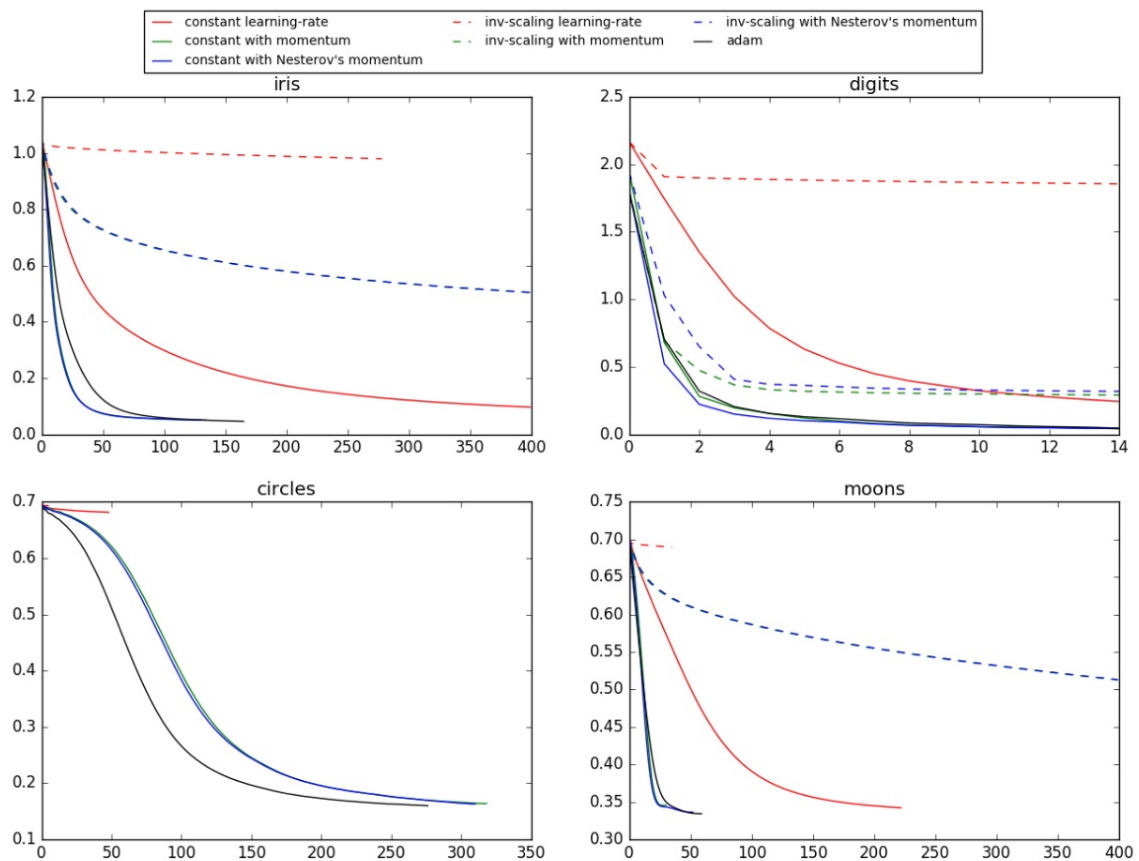 constant learning-rate
constant with momentum
constant with Nesterov's momentum
inv-scaling learning-rate
inv-scaling with momentum
inv-scaling with Nesterov's momentum
adam
iris
1.2
1.0
0.8
0.6
0.4
0.2
0.0
0 50 100 150 200 250 300 350 400
digits
2.5
2.0
1.5
1.0
0.5
0.0
0 2 4 6 8 10 12 14
circles
0.7
0.6
0.5
0.4
0.3
0.2
0.1
0 50 100 150 200 250 300 350
moons
0.75
0.70
0.65
0.60
0.55
0.50
0.45
0.40
0.35
0.30
0 50 100 150 200 250 300 350 400